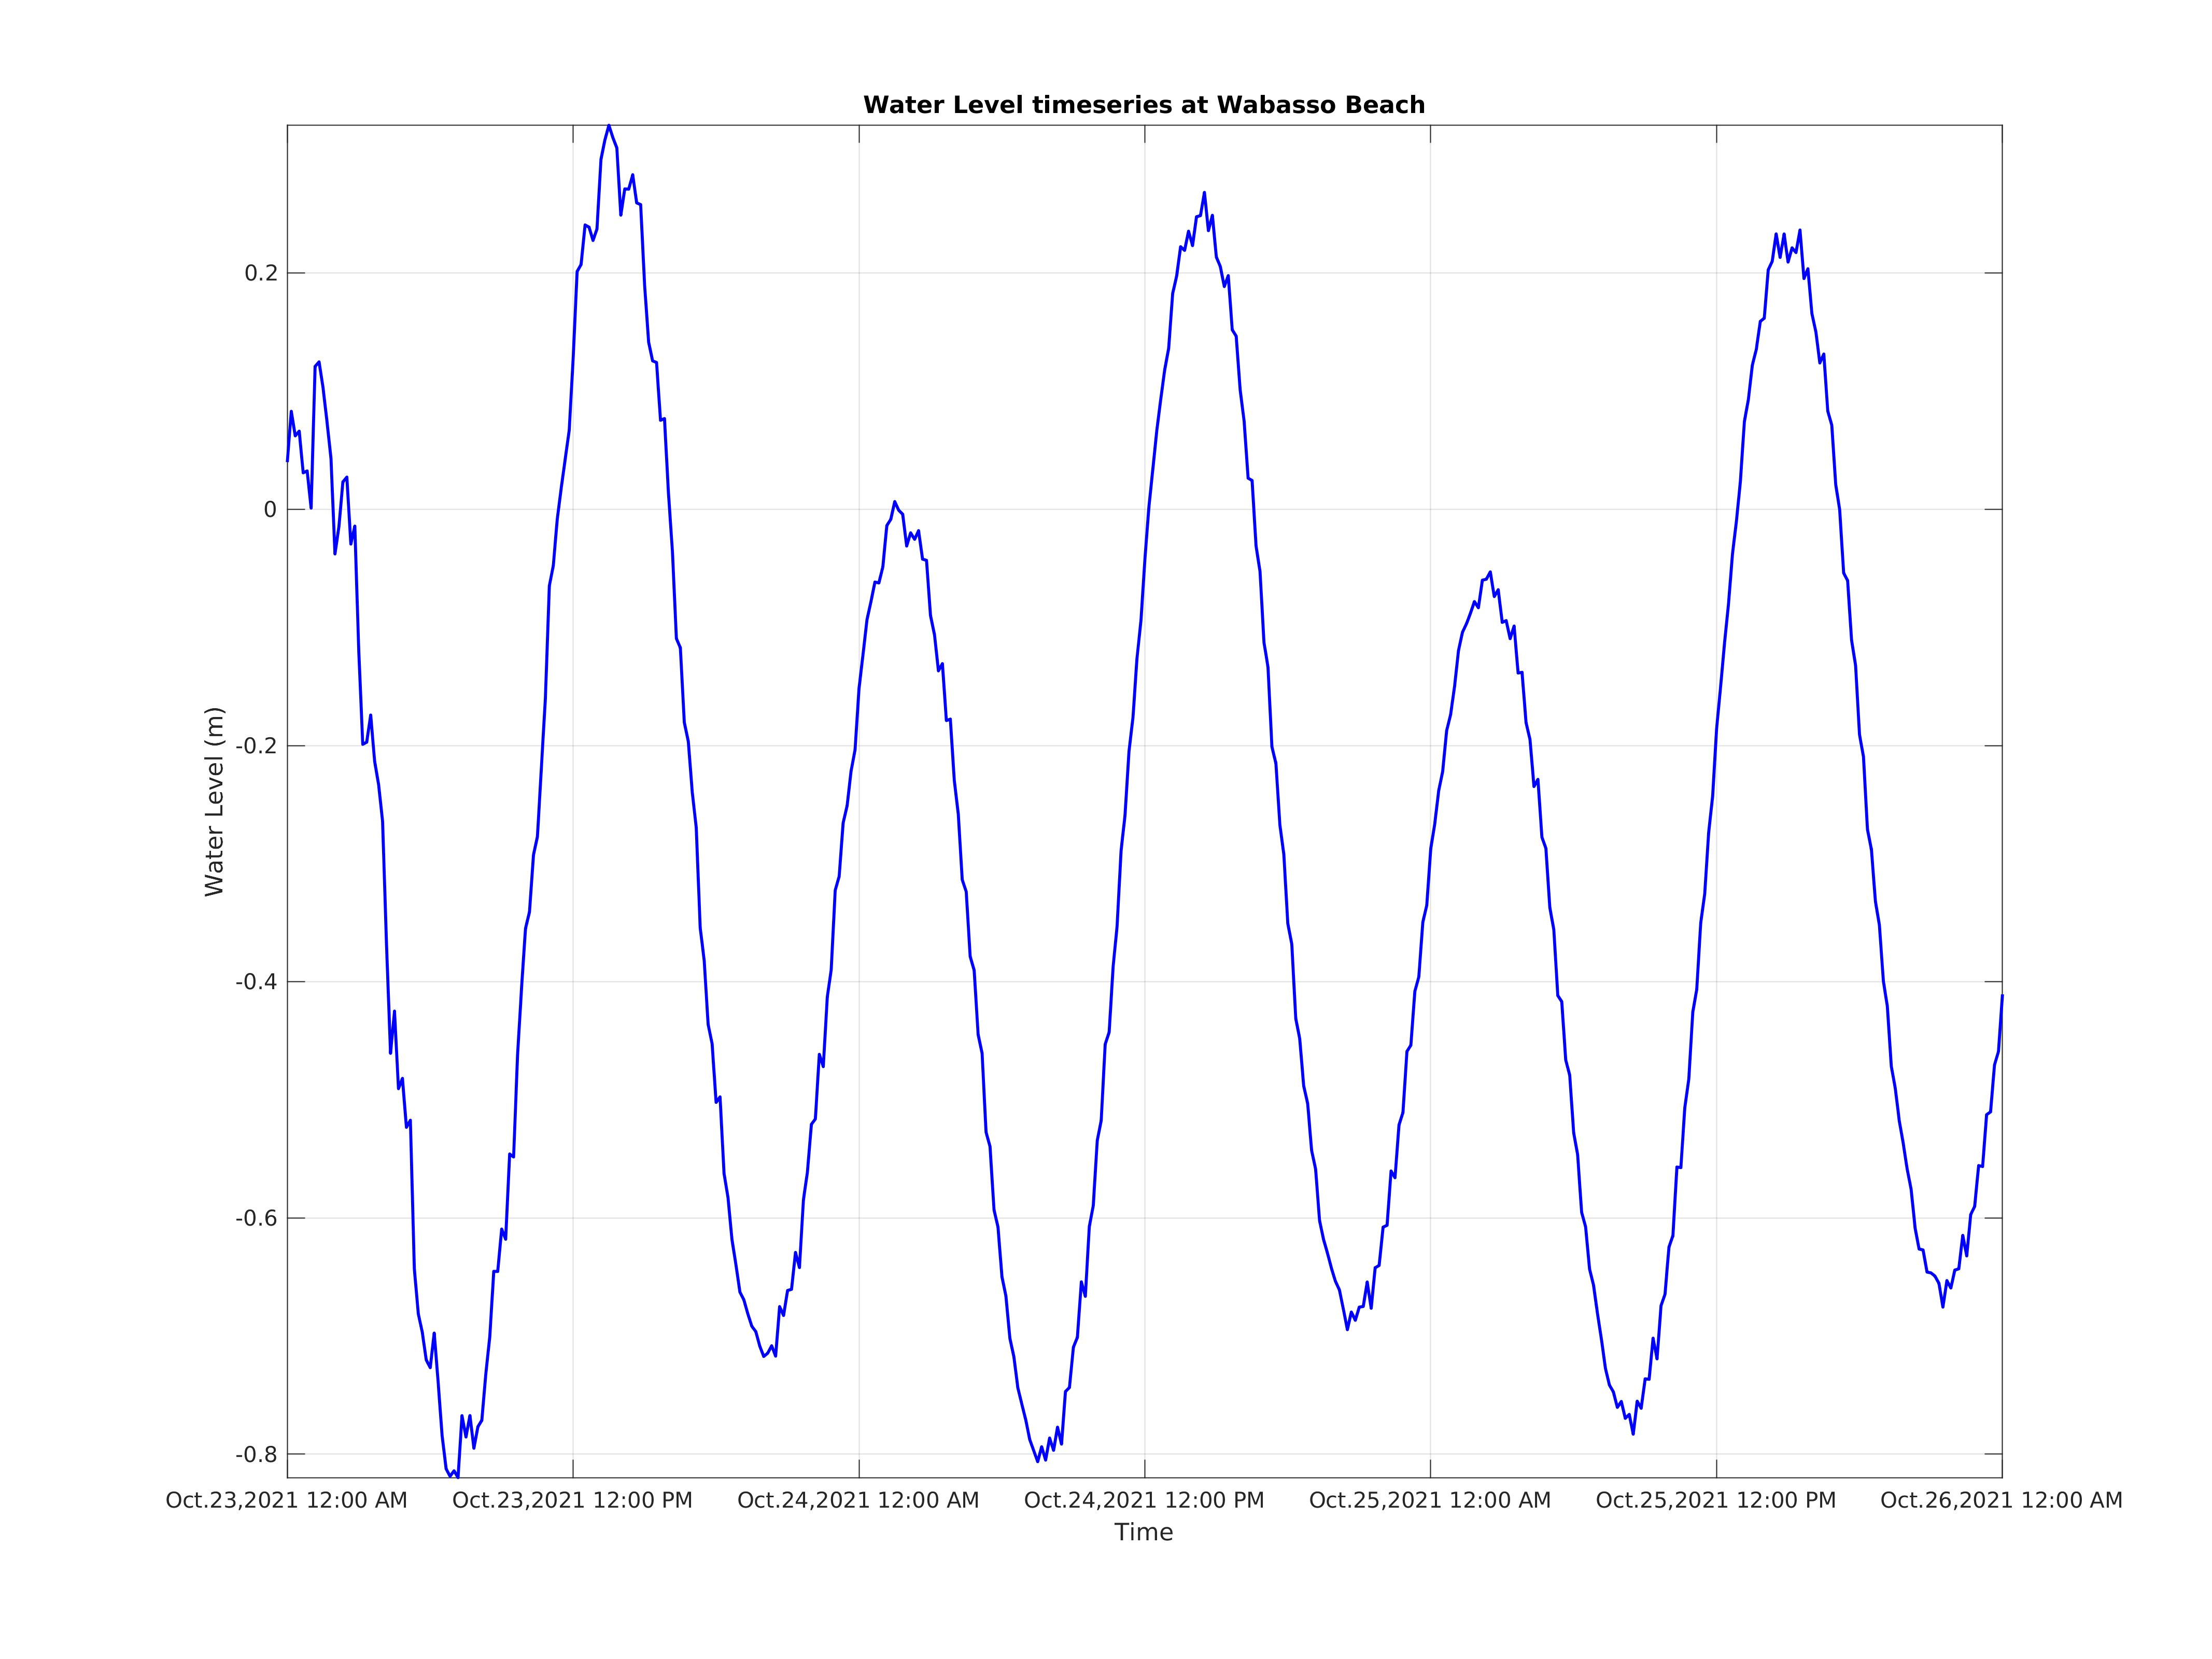 Water Level timeseries at Wabasso Beach
0.2
0
-0.2
-0.4
-0.6
-0.8
Water Level (m)
Oct.23,2021 12:00 AM
Oct.23,2021 12:00 PM
Oct.24,2021 12:00 AM
Oct.24,2021 12:00 PM
Oct.25,2021 12:00 AM
Oct.25,2021 12:00 PM
Oct.26,2021 12:00 AM
Time